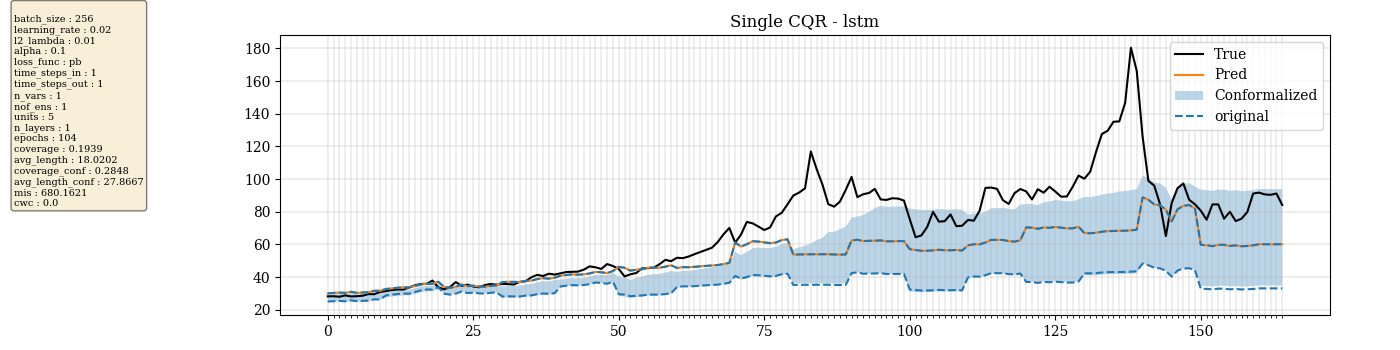 batch_size : 256
learning_rate : 0.02
l2_lambda : 0.01
alpha : 0.1
loss_func : pb
time_steps_in : 1
time_steps_out : 1
n_vars : 1
nof_ens : 1
units : 5
n_layers : 1
epochs : 104
coverage : 0.1939
avg_length : 18.0202
coverage_conf : 0.2848
avg_length_conf : 27.8667
mis : 680.1621
cwc : 0.0
Single CQR - lstm
180
160
140
120
100
80
60
40
20
0 25 50 75 100 125 150
True
Pred
Conformalized
original